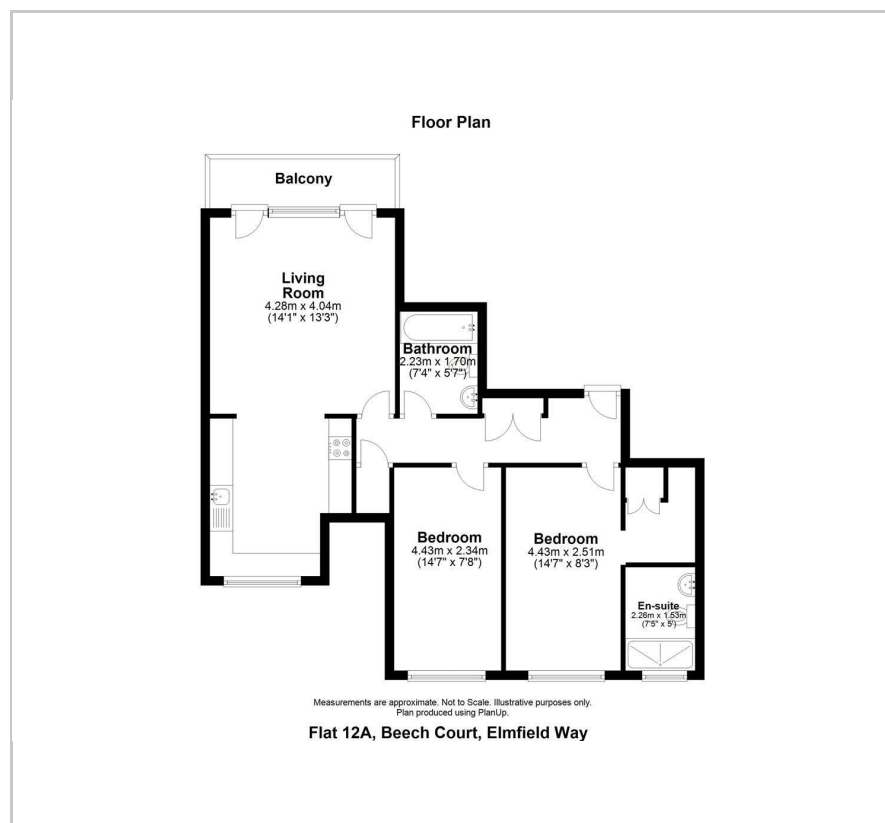 Floor Plan
Balcony
Living
Room
4.28m x 4.04m
(14'1" x 13'3")
Bathroom
2.23m x 1.70m
(7'4" x 5'7")
Bedroom
4.43m x 2.34m
(14'7" x 7'8")
Bedroom
4.43m x 2.51m
(14'7" x 8'3")
En-suite
2.26m x 1.53m
(7'5" x 5')
Measurements are approximate. Not to Scale. Illustrative purposes only.
Plan produced using PlanUp.
Flat 12A, Beech Court, Elmfield Way